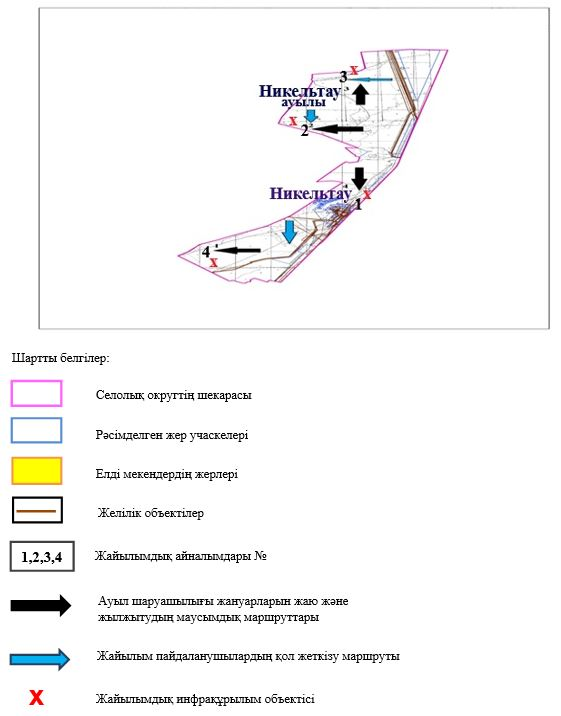 3
х
Никельтау
ауылы
х
2
Никельтау
х
1
4
х
Шартты белгілер:
Селолық округтің шекарасы
Рәсімделген жер учаскелері
Елді мекендердің жерлері
Желілік объектілер
1,2,3,4 Жайылымдық айналымдары №
Ауыл шаруашылығы жануарларын жаю және
жылжытудың маусымдық маршруттары
Жайылым пайдаланушылардың қол жеткізу маршруты
Х Жайылымдық инфрақұрылым объектісі